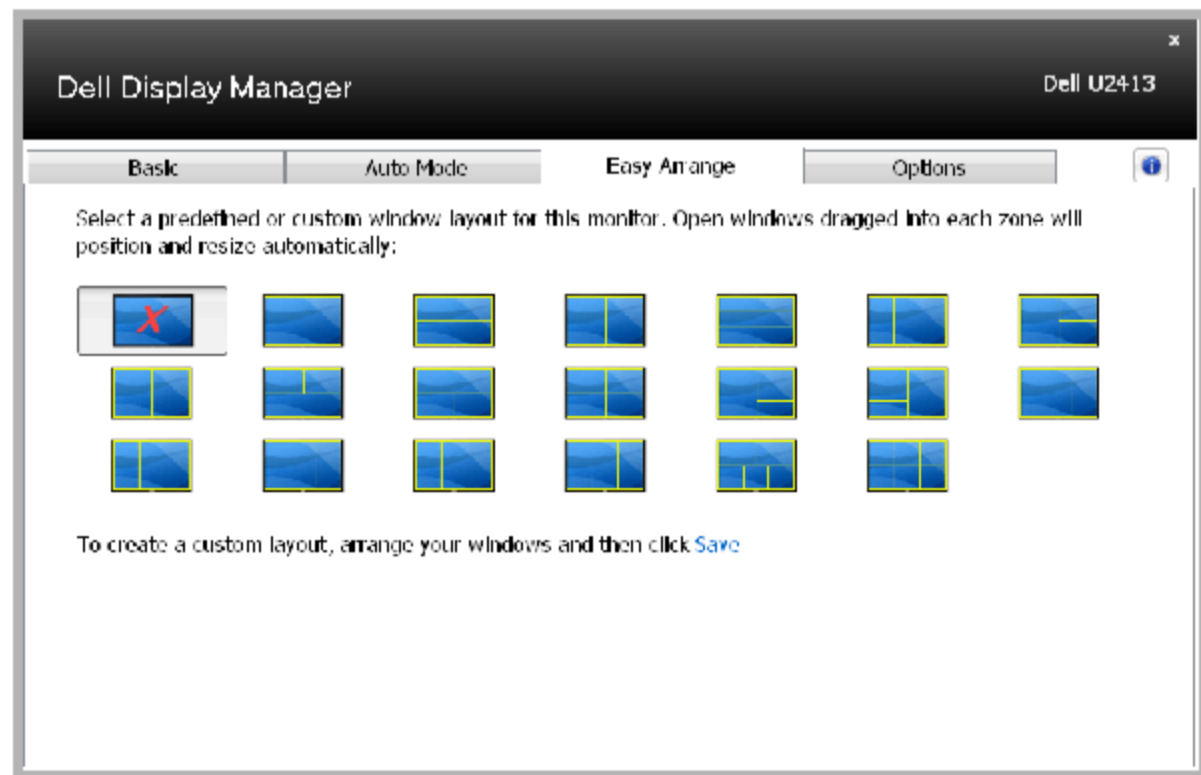 x
Dell Display Manager
Dell U2413
Basic
Auto Mode
Easy Arrange
Options
Select a predefined or custom window layout for this monitor. Open windows dragged into each zone will
position and resize automatically:
X
To create a custom layout, arrange your windows and then click Save